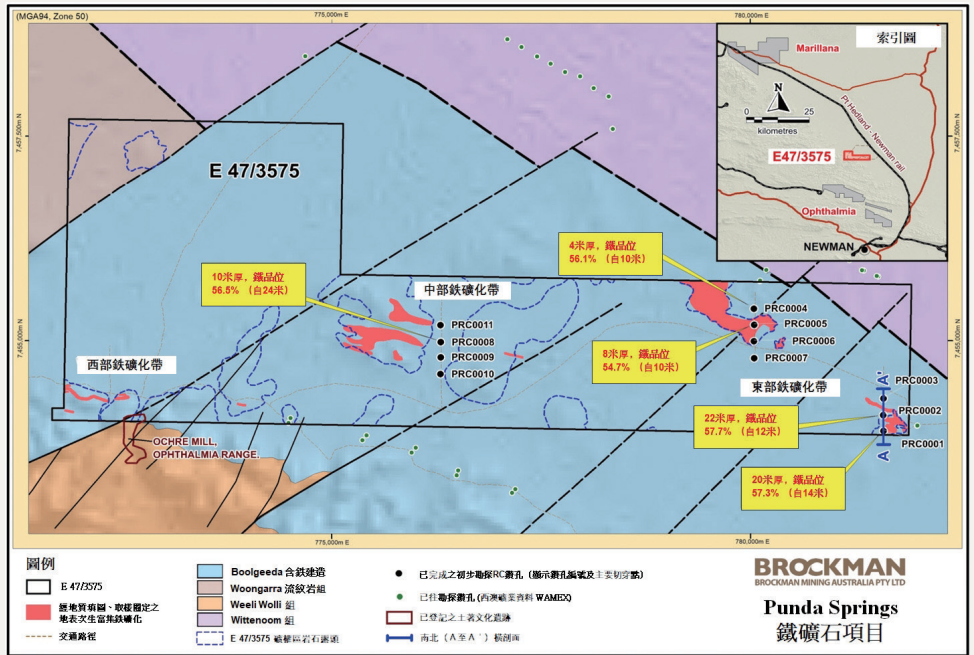 (MGA94, Zone 50)
775,000m E
780,000m E
7,457,500m N
7,455,000m N
E 47/3575
索引圖
Marillana
N
0 25
kilometres
Pt Hedland - Newman rail
E47/3575
Ophthalmia
NEWMAN
4米厚，鐵品位
56.1% （自10米）
10米厚，鐵品位
56.5% （自24米）
中部鉄礦化帶
PRC0011
PRC0008
PRC0009
PRC0010
PRC0004
PRC0005
PRC0006
PRC0007
8米厚，鐵品位
54.7% （自10米）
西部鉄礦化帶
東部鉄礦化帶
A'
PRC0003
PRC0002
PRC0001
A
22米厚，鐵品位
57.7% （自12米）
20米厚，鐵品位
57.3% （自14米）
OCHRE MILL,
OPHTHALMIA RANGE.
775,000m E
780,000m E
圖例
E 47/3575
經地質填圖、取樣圈定之
地表次生富集鉄礦化
交通路徑
Boolgeeda 含鉄建造
Woongarra 流紋岩組
Weeli Wolli 組
Wittenoom 組
E 47/3575 礦權區岩石露頭
已完成之初步勘探RC鑽孔（顯示鑽孔編號及主要切穿點）
已往勘探鑽孔 (西澳礦業資料 WAMEX)
已登記之土著文化遺跡
南北（A至A'）橫剖面
BROCKMAN
BROCKMAN MINING AUSTRALIA PTY LTD
Punda Springs
鐵礦石項目